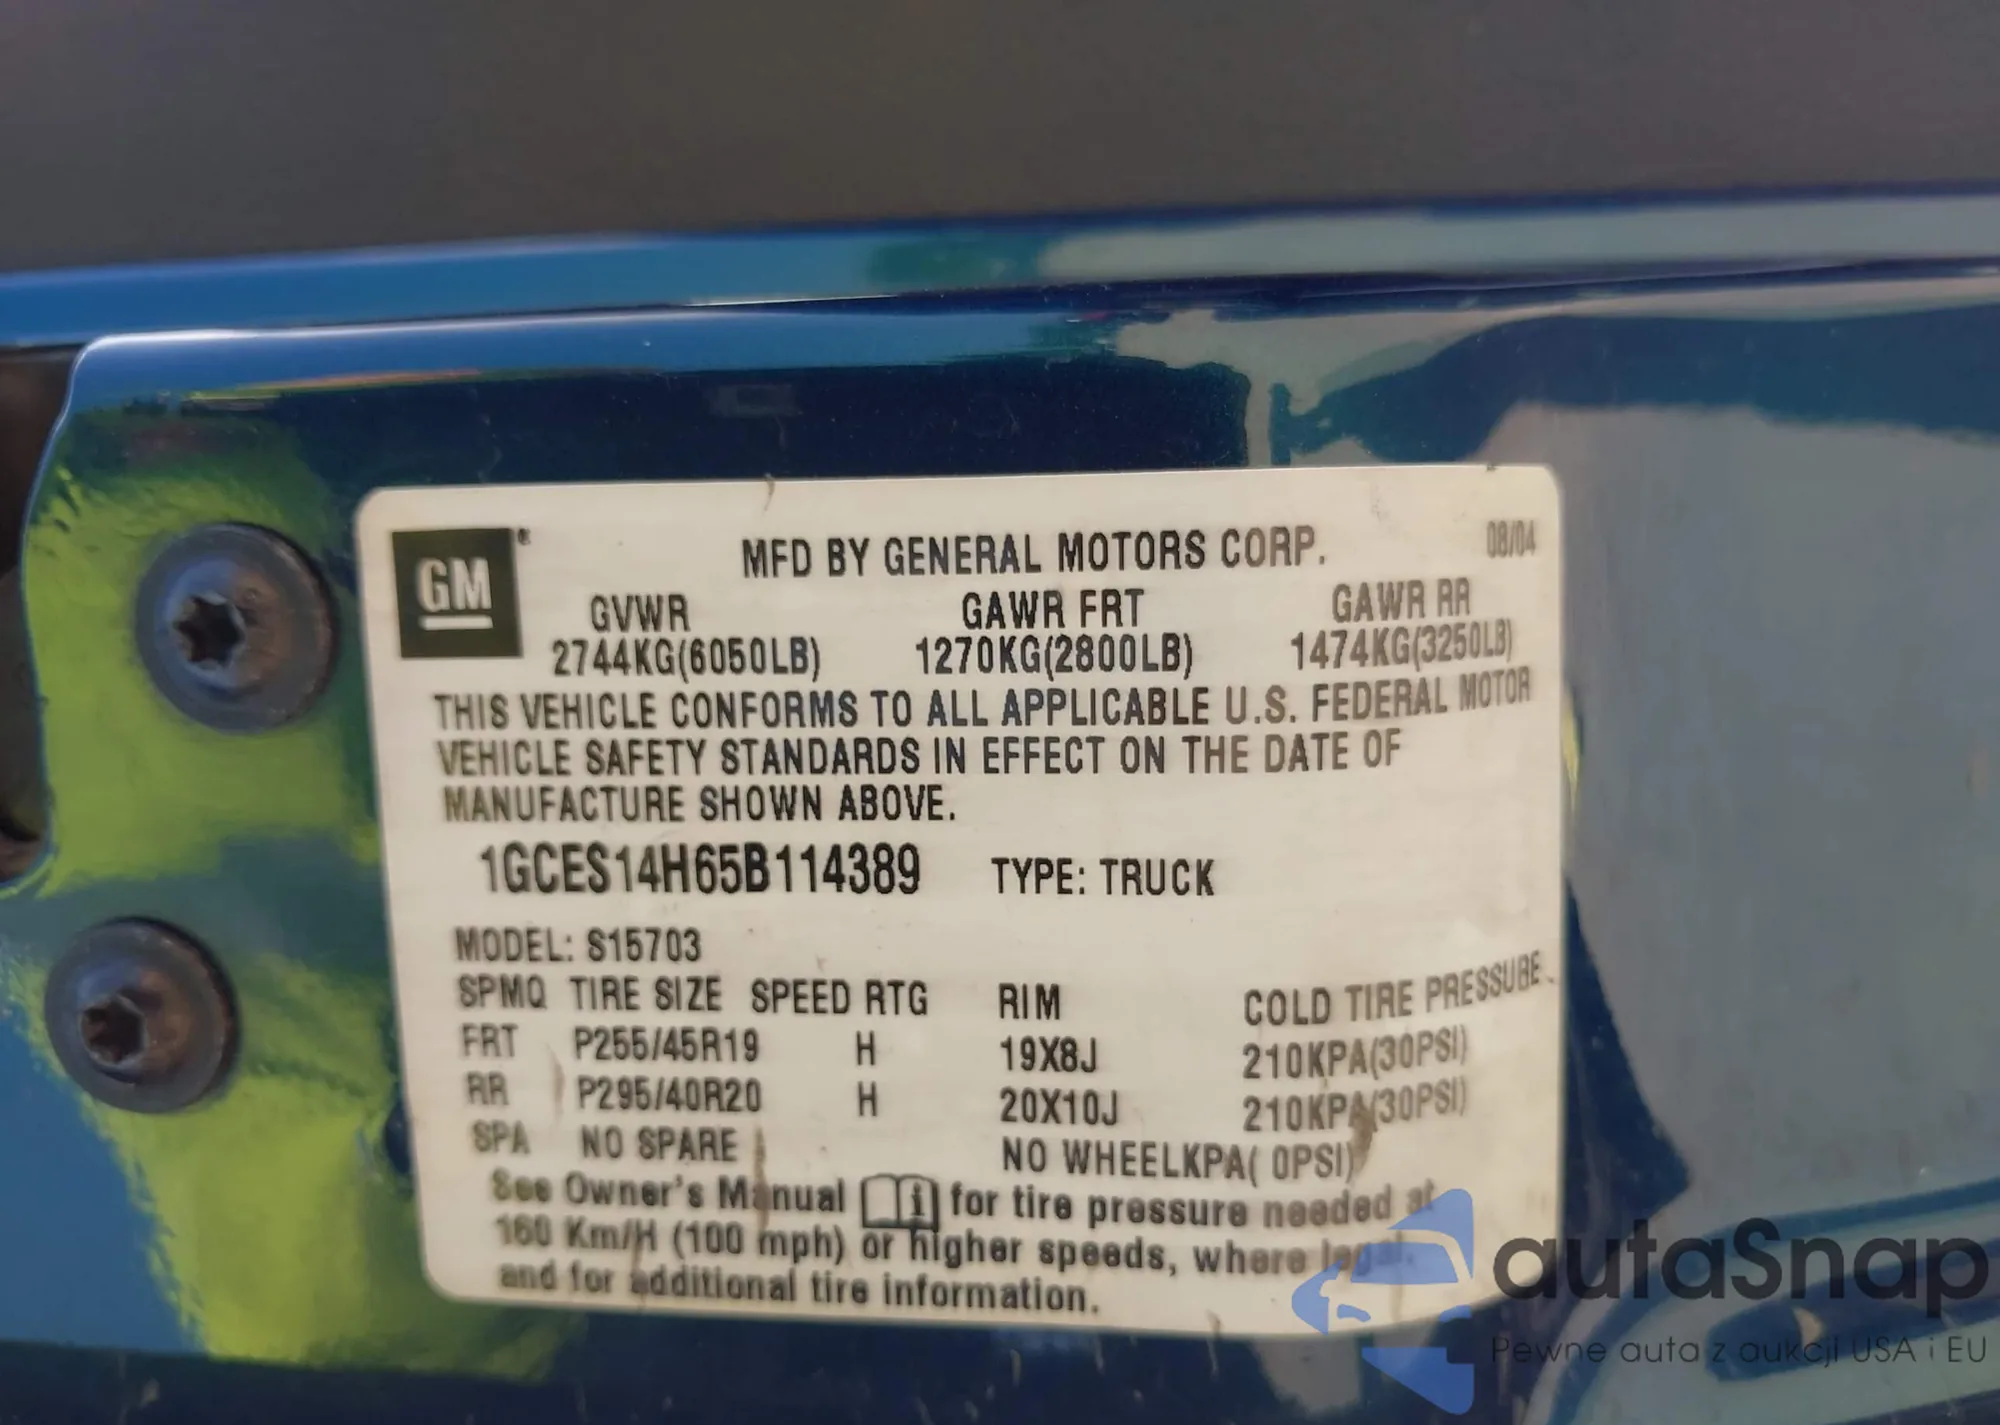 GM®
MFD BY GENERAL MOTORS CORP. 08/04
GVWR GAWR FRT GAWR RR
2744KG(6050LB) 1270KG(2800LB) 1474KG(3250LB)
THIS VEHICLE CONFORMS TO ALL APPLICABLE U.S. FEDERAL MOTOR
VEHICLE SAFETY STANDARDS IN EFFECT ON THE DATE OF
MANUFACTURE SHOWN ABOVE.
1GCES14H65B114389 TYPE: TRUCK
MODEL: S15703
SPMQ TIRE SIZE SPEED RTG RIM COLD TIRE PRESSURE
FRT P255/45R19 H 19X8J 210KPA(30PSI)
RR P295/40R20 H 20X10J 210KPA(30PSI)
SPA NO SPARE NO WHEELKPA( 0PSI)
See Owner's Manual for tire pressure needed at
160 Km/H (100 mph) or higher speeds, where legal,
and for additional tire information.
autaSnap
Pewne auta z aukcji USA i EU